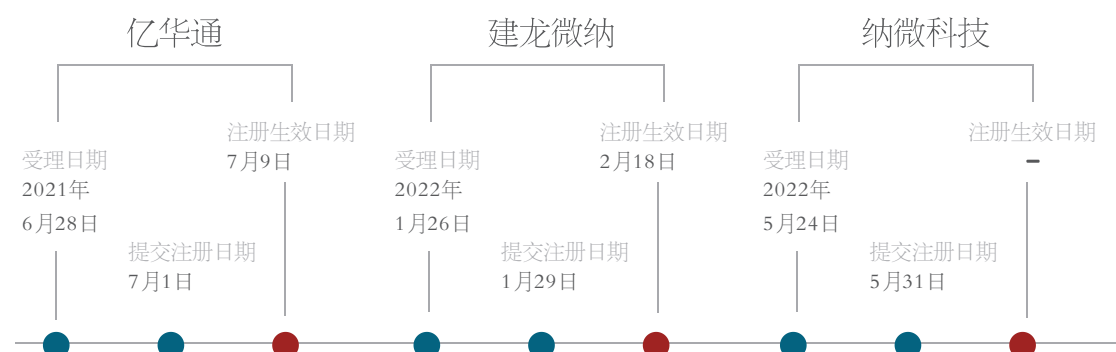 亿华通
注册生效日期
7月9日
受理日期
2021年
6月28日
提交注册日期
7月1日
建龙微纳
注册生效日期
2月18日
受理日期
2022年
1月26日
提交注册日期
1月29日
纳微科技
注册生效日期
–
受理日期
2022年
5月24日
提交注册日期
5月31日